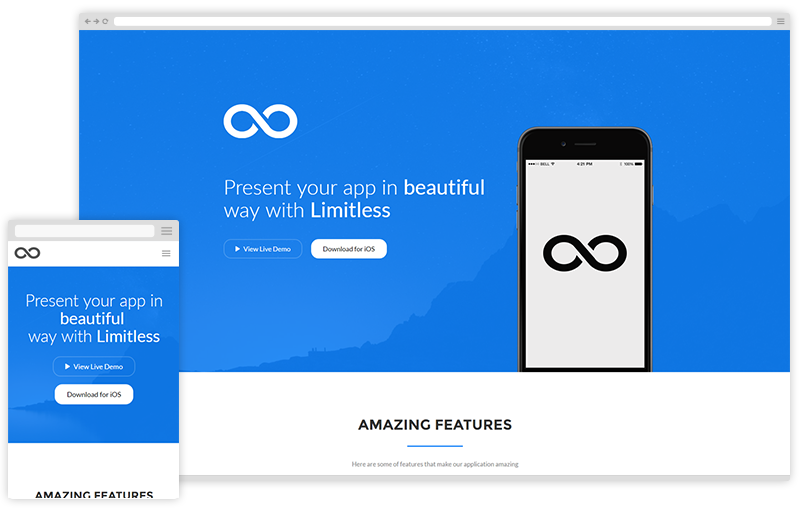 Present your app in beautiful
way with Limitless
View Live Demo
Download for iOS
BELL
4:21 PM
100%
AMAZING FEATURES
Here are some of features that make our application amazing
Present your app in
beautiful
way with Limitless
View Live Demo
Download for iOS
AMAZING FEATURES